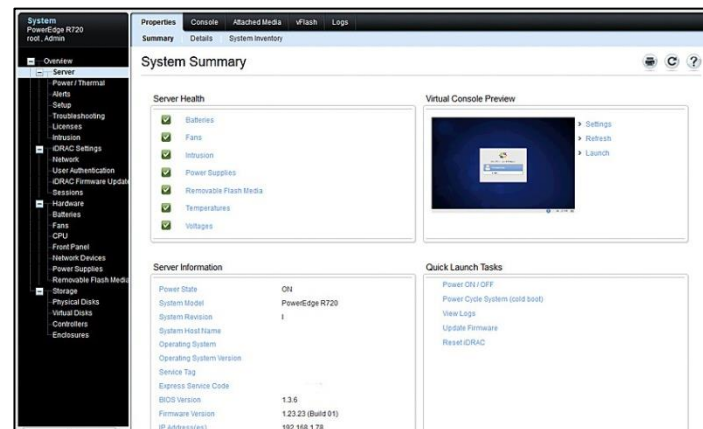 System
PowerEdge R720
root , Admin
Properties Console Attached Media vFlash Logs
Summary Details System Inventory
Overview
Server
Power / Thermal
Alerts
Setup
Troubleshooting
Licenses
Intrusion
iDRAC Settings
Network
User Authentication
iDRAC Firmware Updat
Sessions
Hardware
Batteries
Fans
CPU
Front Panel
Network Devices
Power Supplies
Removable Flash Media
Storage
Physical Disks
Virtual Disks
Controllers
Enclosures
System Summary
Server Health
Batteries
Fans
Intrusion
Power Supplies
Removable Flash Media
Temperatures
Voltages
Virtual Console Preview
Settings
Refresh
Launch
Server Information
Power State ON
System Model PowerEdge R720
System Revision I
System Host Name
Operating System
Operating System Version
Service Tag
Express Service Code
BIOS Version 1.3.6
Firmware Version 1.23.23 (Build 01)
IP Address(es) 192.168.1.78
Quick Launch Tasks
Power ON / OFF
Power Cycle System (cold boot)
View Logs
Update Firmware
Reset iDRAC